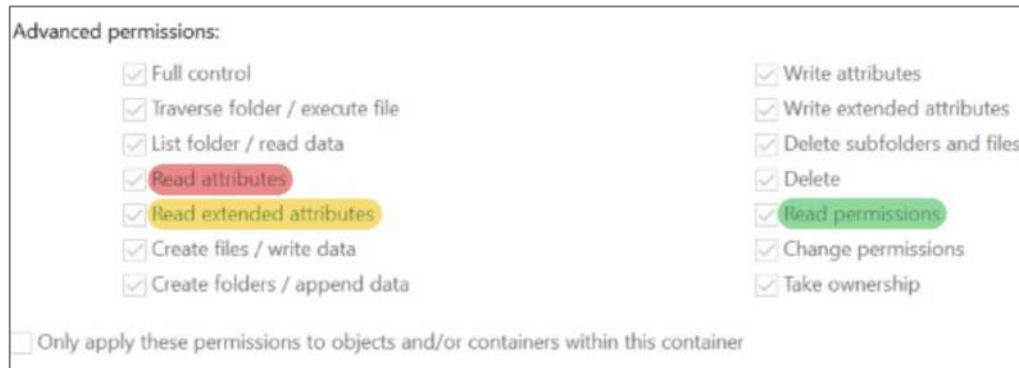 Advanced permissions:
Full control
Traverse folder / execute file
List folder / read data
Read attributes
Read extended attributes
Create files / write data
Create folders / append data
Write attributes
Write extended attributes
Delete subfolders and files
Delete
Read permissions
Change permissions
Take ownership
Only apply these permissions to objects and/or containers within this container